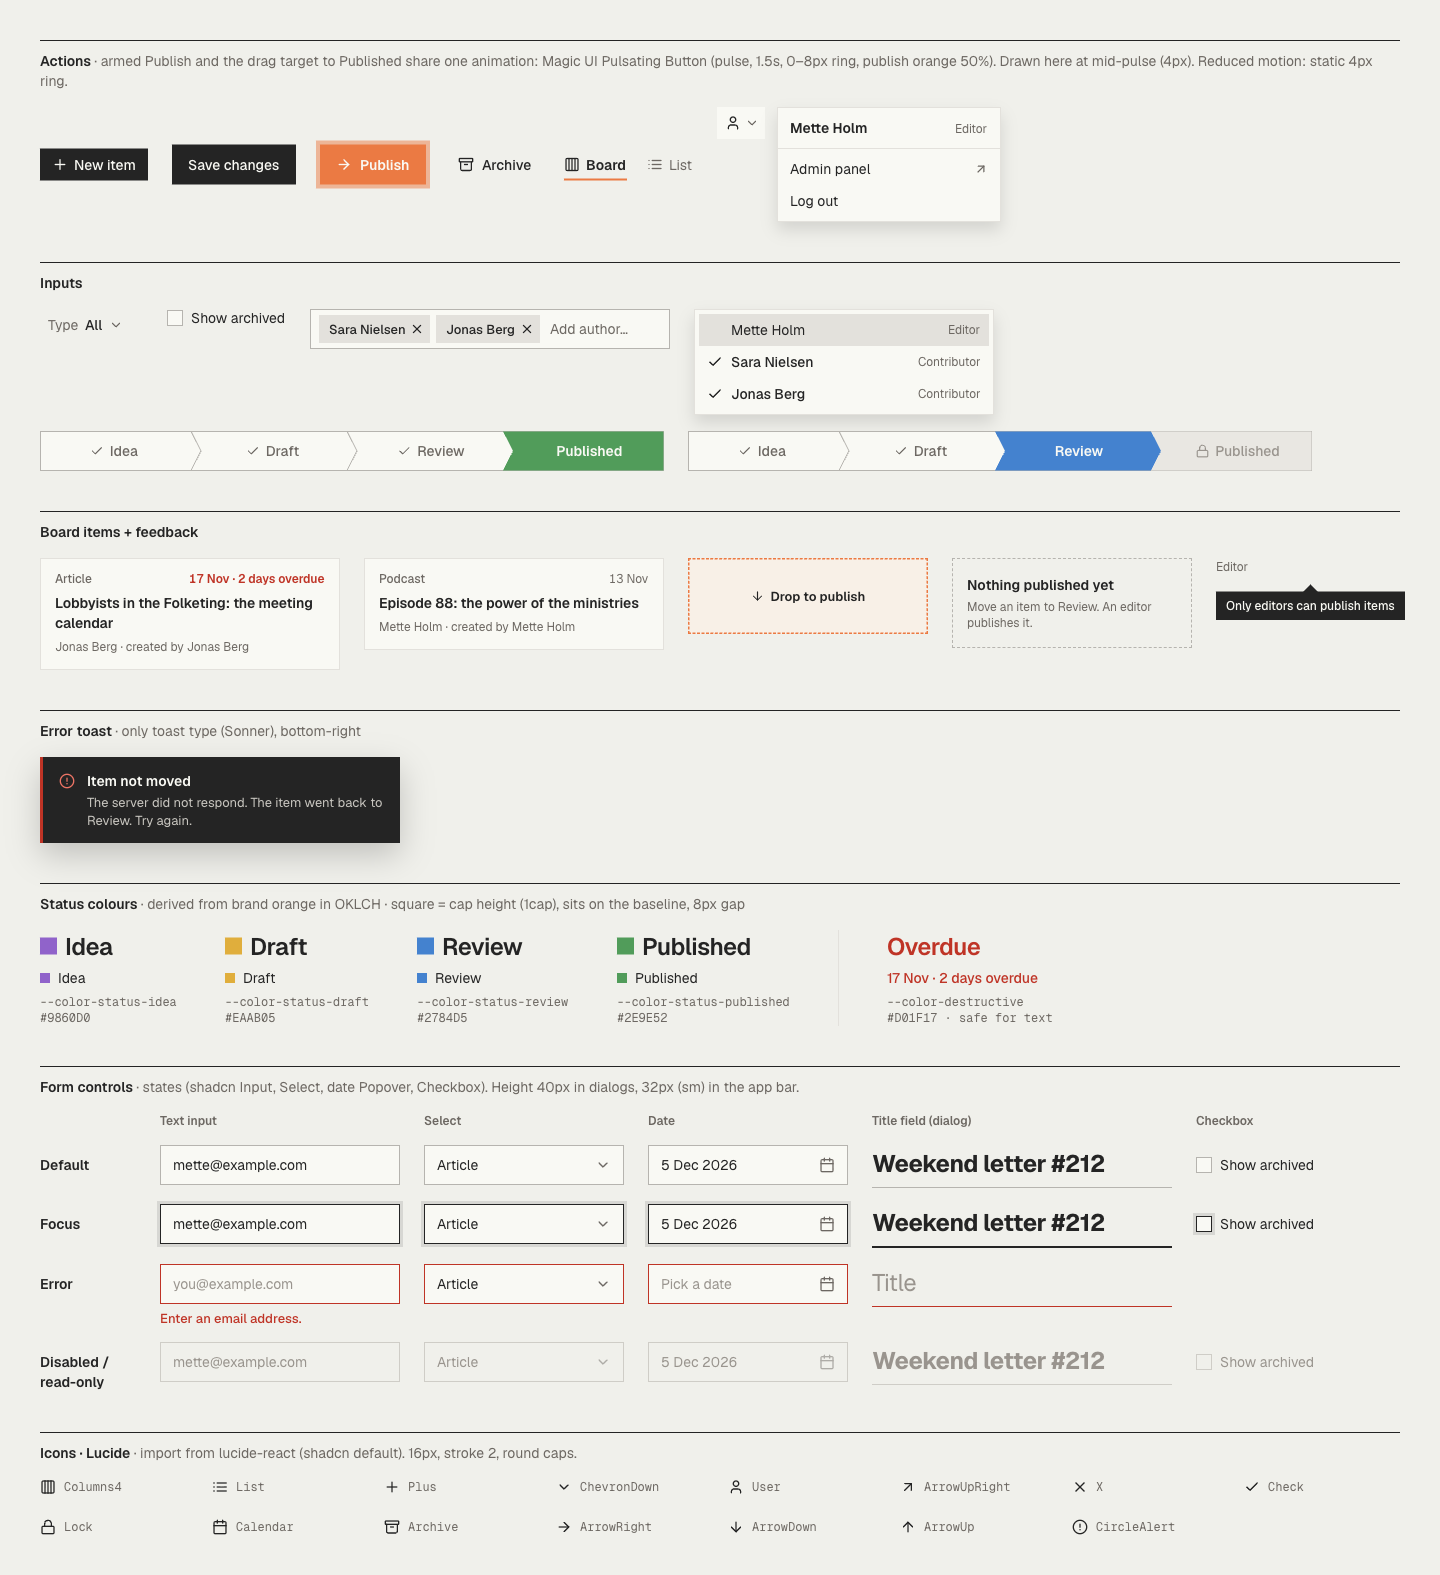 Actions · armed Publish and the drag target to Published share one animation: Magic UI Pulsating Button (pulse, 1.5s, 0–8px ring, publish orange 50%). Drawn here at mid-pulse (4px). Reduced motion: static 4px
ring.
New item
Save changes
Publish
Archive
Board
List
Mette Holm Editor
Admin panel
Log out
Inputs
Type All
Show archived
Sara Nielsen
Jonas Berg
Add author...
Mette Holm Editor
Sara Nielsen Contributor
Jonas Berg Contributor
Idea Draft Review Published
Idea Draft Review Published
Board items + feedback
Article 17 Nov · 2 days overdue
Lobbyists in the Folketing: the meeting
calendar
Jonas Berg · created by Jonas Berg
Podcast 13 Nov
Episode 88: the power of the ministries
Mette Holm · created by Mette Holm
Drop to publish
Nothing published yet
Move an item to Review. An editor
publishes it.
Editor
Only editors can publish items
Error toast · only toast type (Sonner), bottom-right
Item not moved
The server did not respond. The item went back to
Review. Try again.
Status colours · derived from brand orange in OKLCH · square = cap height (1cap), sits on the baseline, 8px gap
Idea
Idea
--color-status-idea
#9860D0
Draft
Draft
--color-status-draft
#EAAB05
Review
Review
--color-status-review
#2784D5
Published
Published
--color-status-published
#2E9E52
Overdue
17 Nov · 2 days overdue
--color-destructive
#D01F17 · safe for text
Form controls · states (shadcn Input, Select, date Popover, Checkbox). Height 40px in dialogs, 32px (sm) in the app bar.
Text input Select Date Title field (dialog) Checkbox
Default mette@example.com Article 5 Dec 2026 Weekend letter #212 Show archived
Focus mette@example.com Article 5 Dec 2026 Weekend letter #212 Show archived
Error you@example.com Article Pick a date Title
Enter an email address.
Disabled / mette@example.com Article 5 Dec 2026 Weekend letter #212 Show archived
read-only
Icons · Lucide · import from lucide-react (shadcn default). 16px, stroke 2, round caps.
Columns4 List Plus ChevronDown User ArrowUpRight X Check
Lock Calendar Archive ArrowRight ArrowDown ArrowUp CircleAlert